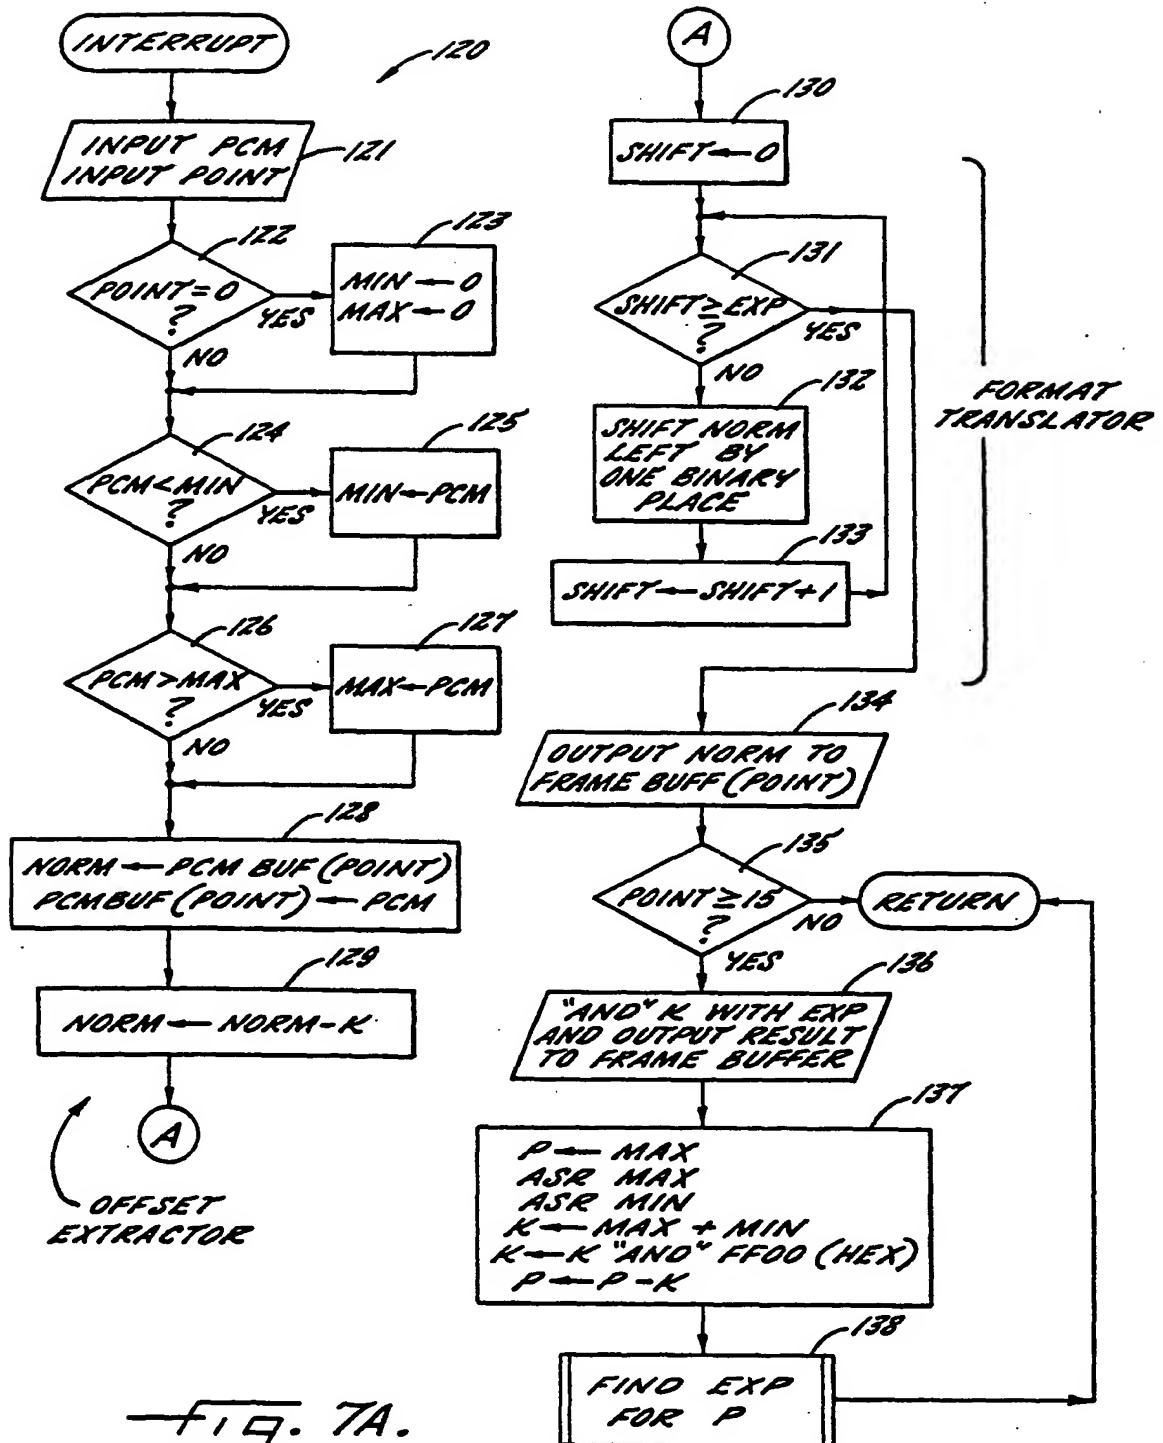 INTERRUPT
120
INPUT PCM
INPUT POINT
121
122
POINT=0
?
YES
NO
123
MIN←0
MAX←0
124
PCM<MIN
?
YES
NO
125
MIN←PCM
126
PCM>MAX
?
YES
NO
127
MAX←PCM
128
NORM←PCM BUF(POINT)
PCMBUF(POINT)←PCM
129
NORM←NORM-K
A
OFFSET
EXTRACTOR
A
130
SHIFT←0
131
SHIFT≥EXP
?
YES
NO
132
SHIFT NORM
LEFT BY
ONE BINARY
PLACE
133
SHIFT←SHIFT+1
FORMAT
TRANSLATOR
134
OUTPUT NORM TO
FRAME BUFF(POINT)
135
POINT≥15
?
NO
YES
RETURN
136
"AND" K WITH EXP
AND OUTPUT RESULT
TO FRAME BUFFER
137
P←MAX
ASR MAX
ASR MIN
K←MAX + MIN
K←K "AND" FF00 (HEX)
P←P-K
138
FIND EXP
FOR P
FIG. 7A.